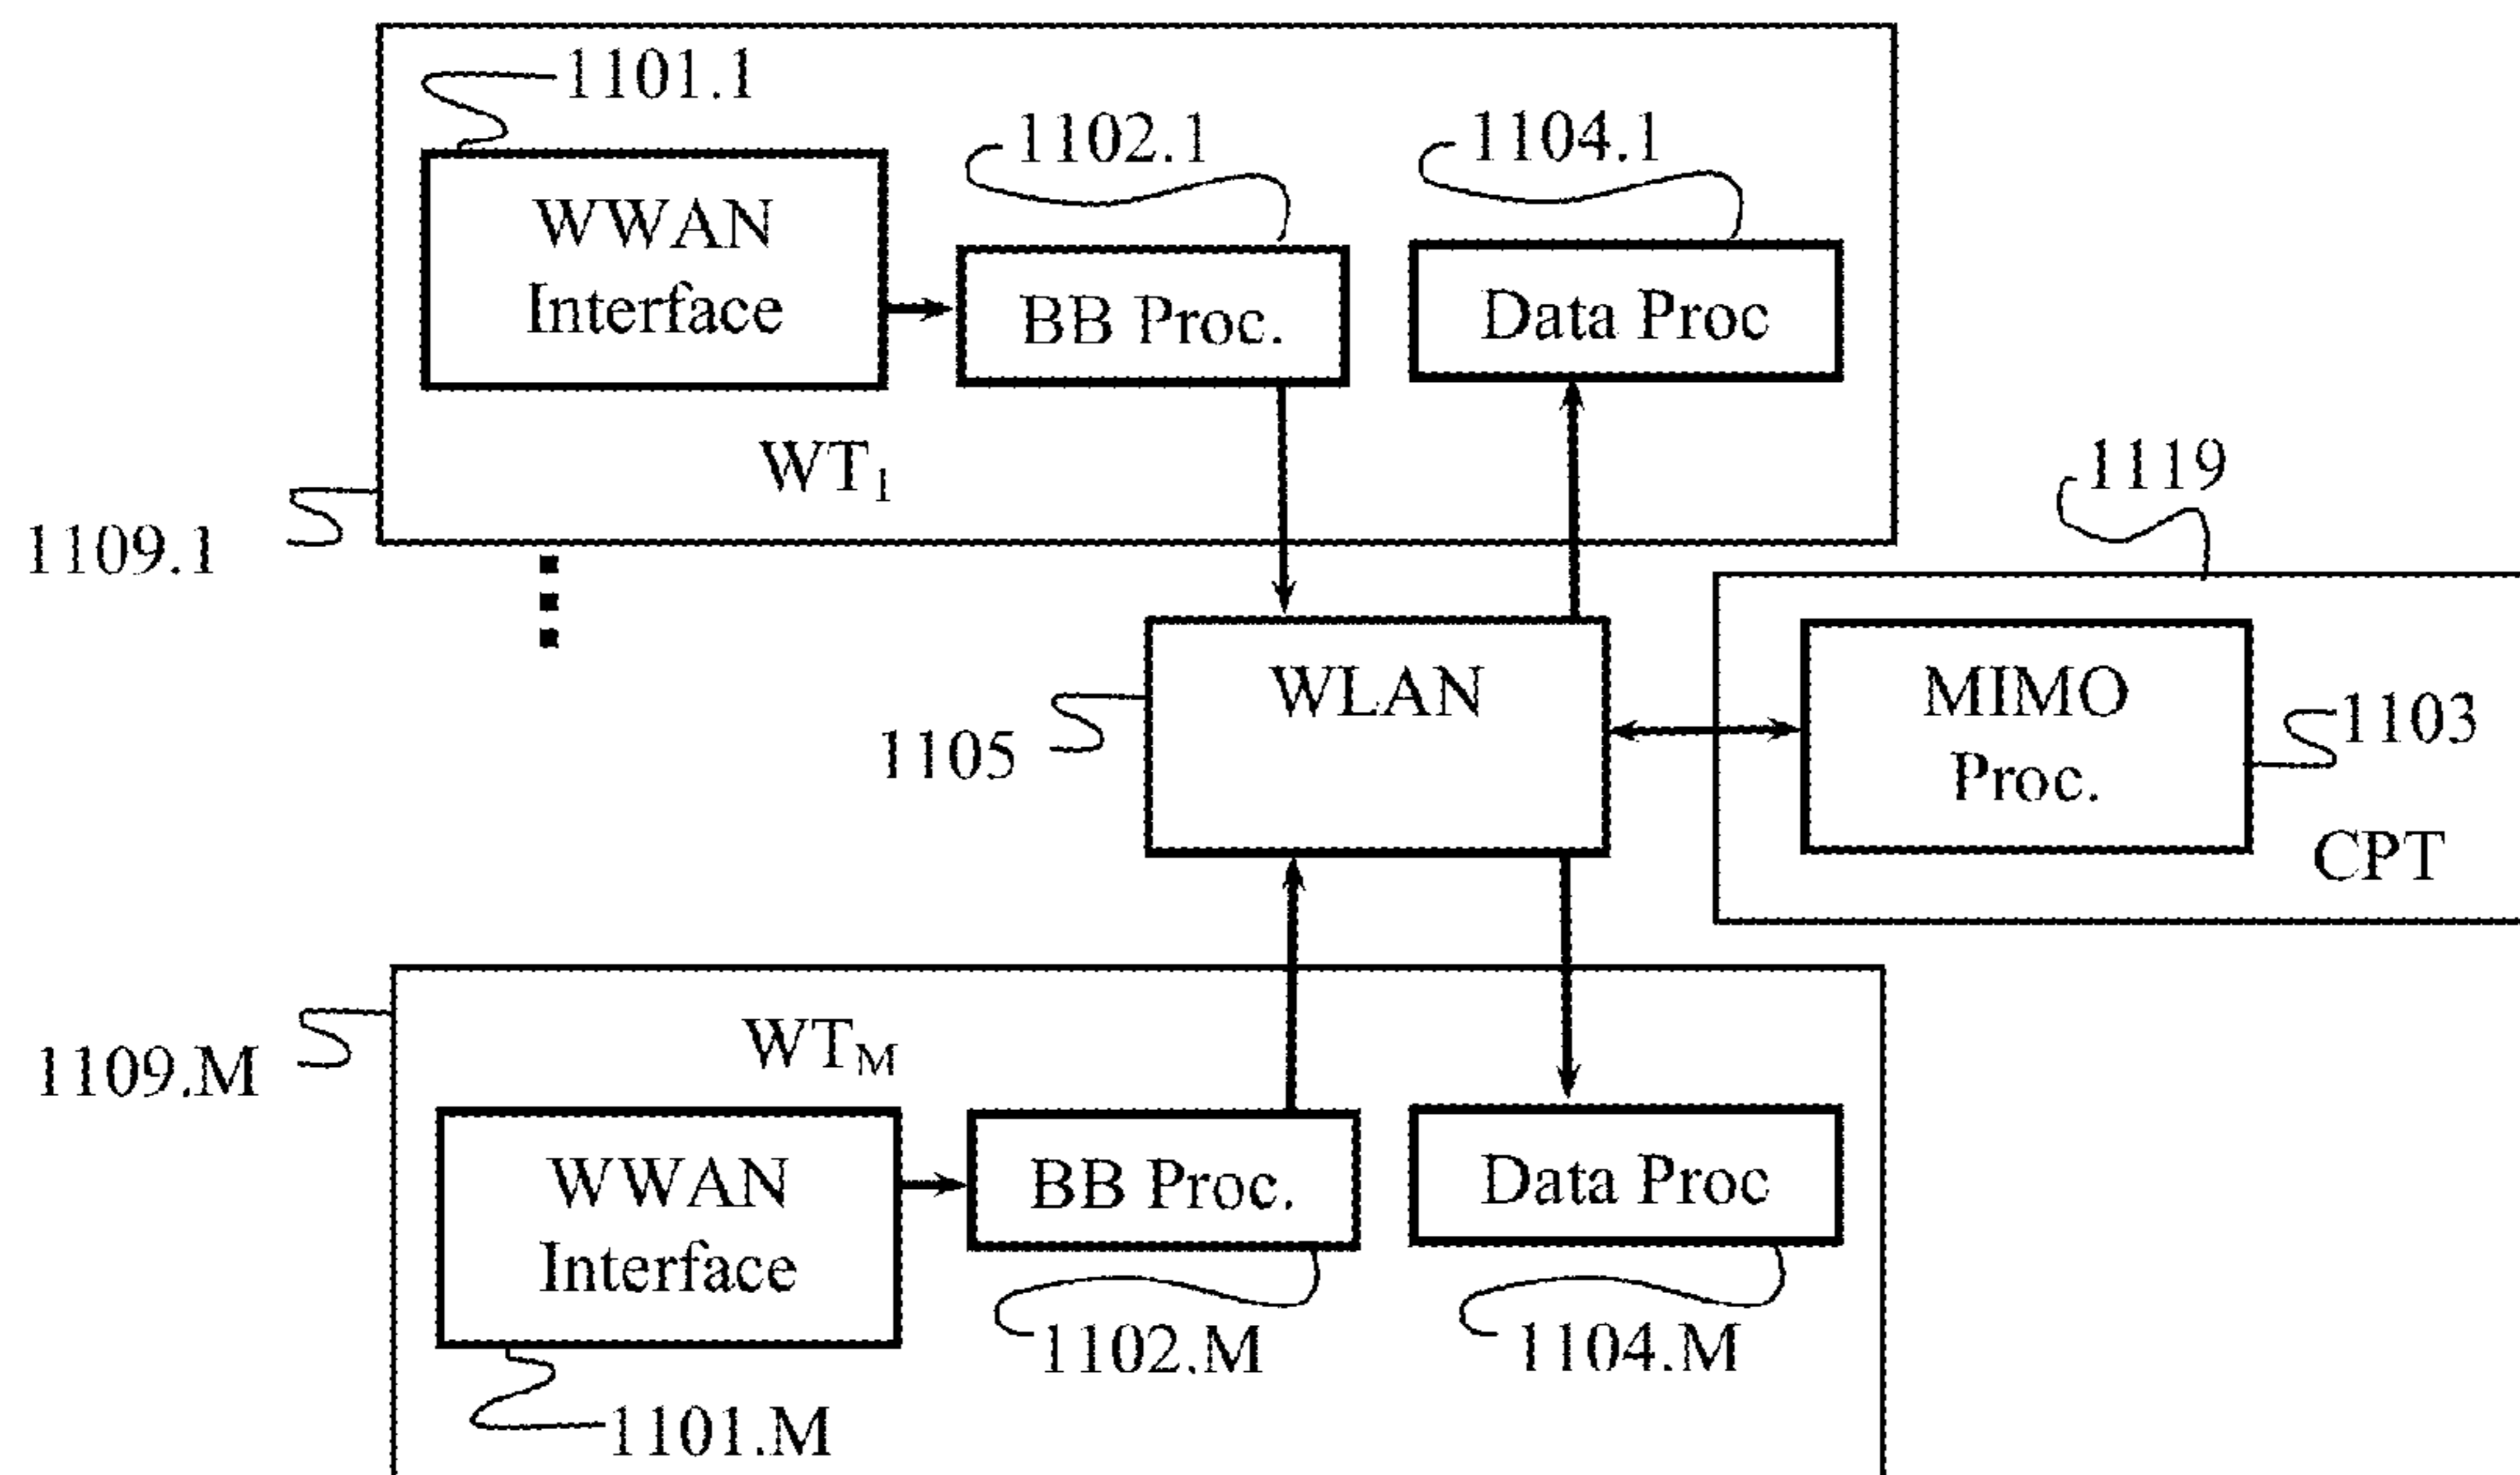 1101.1
1102.1
1104.1
WWAN
Interface
BB Proc.
Data Proc
WT1
1109.1
1119
WLAN
MIMO
Proc.
1103
1105
CPT
1109.M
WTM
WWAN
Interface
BB Proc.
Data Proc
1102.M
1104.M
1101.M